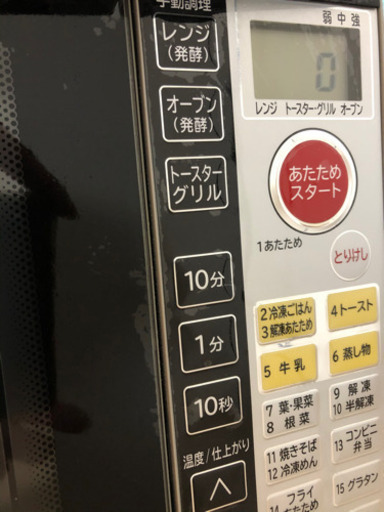 手動調理
レンジ
(発酵)
オーブン
(発酵)
トースター
グリル
10分
1分
10秒
温度/仕上がり
弱 中 強
0
レンジ トースター・グリル オーブン
あたため
スタート
1あたため
とりけし
2冷凍ごはん
3解凍あたため
4トースト
5 牛乳
6 蒸し物
7 葉・果菜
8 根菜
9 解凍
10 半解凍
11 焼きそば
12 冷凍めん
13 コンビニ
弁当
14 フライ
あたため
15 グラタン